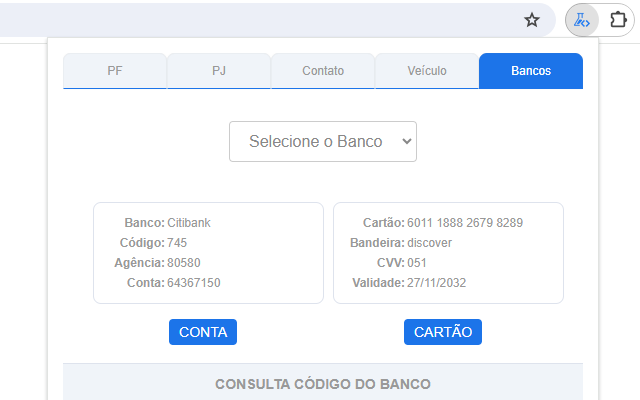 PF
PJ
Contato
Veículo
Bancos
Selecione o Banco
Banco: Citibank
Código: 745
Agência: 80580
Conta: 64367150
Cartão: 6011 1888 2679 8289
Bandeira: discover
CVV: 051
Validade: 27/11/2032
CONTA
CARTÃO
CONSULTA CÓDIGO DO BANCO